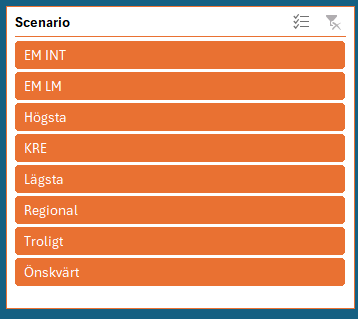 Scenario
EM INT
EM LM
Högsta
KRE
Lägsta
Regional
Troligt
Önskvärt